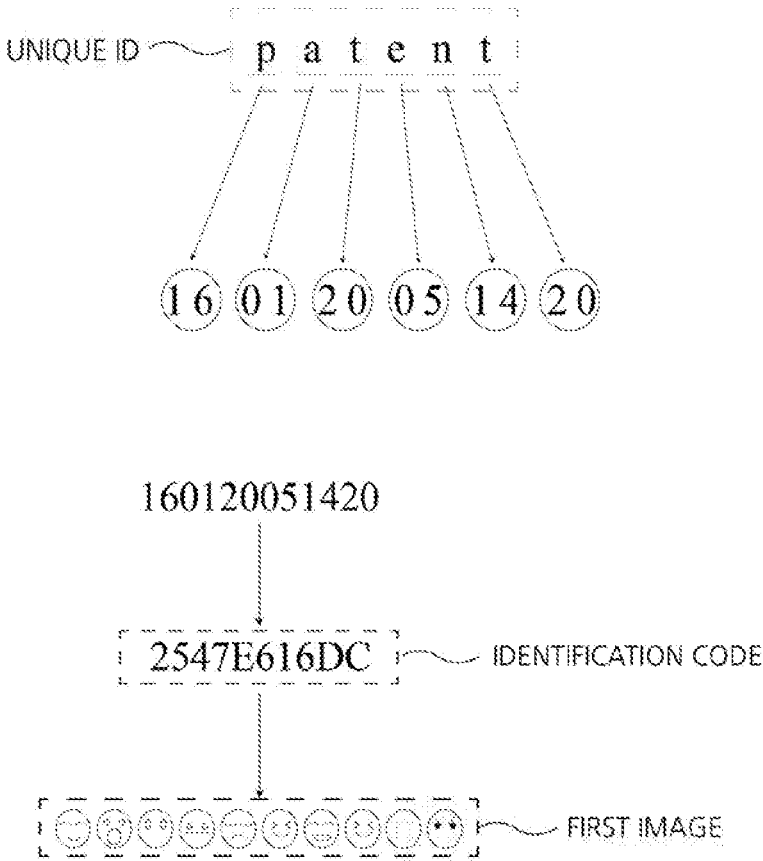 UNIQUE ID p a t e n t
16 01 20 05 14 20
160120051420
2547E616DC IDENTIFICATION CODE
FIRST IMAGE